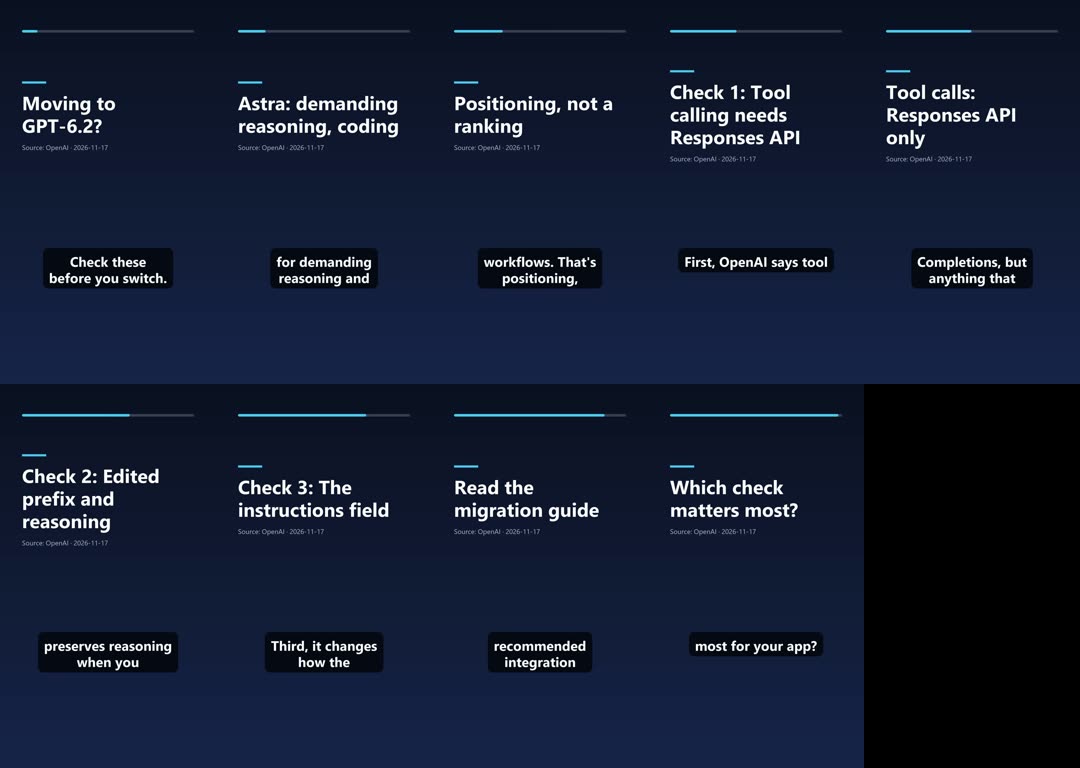 Moving to
GPT-6.2?
Source: OpenAI · 2026-11-17
Check these
before you switch.
Astra: demanding
reasoning, coding
Source: OpenAI · 2026-11-17
for demanding
reasoning and
Positioning, not a
ranking
Source: OpenAI · 2026-11-17
workflows. That's
positioning,
Check 1: Tool
calling needs
Responses API
Source: OpenAI · 2026-11-17
First, OpenAI says tool
Tool calls:
Responses API
only
Source: OpenAI · 2026-11-17
Completions, but
anything that
Check 2: Edited
prefix and
reasoning
Source: OpenAI · 2026-11-17
preserves reasoning
when you
Check 3: The
instructions field
Source: OpenAI · 2026-11-17
Third, it changes
how the
Read the
migration guide
Source: OpenAI · 2026-11-17
recommended
integration
Which check
matters most?
Source: OpenAI · 2026-11-17
most for your app?